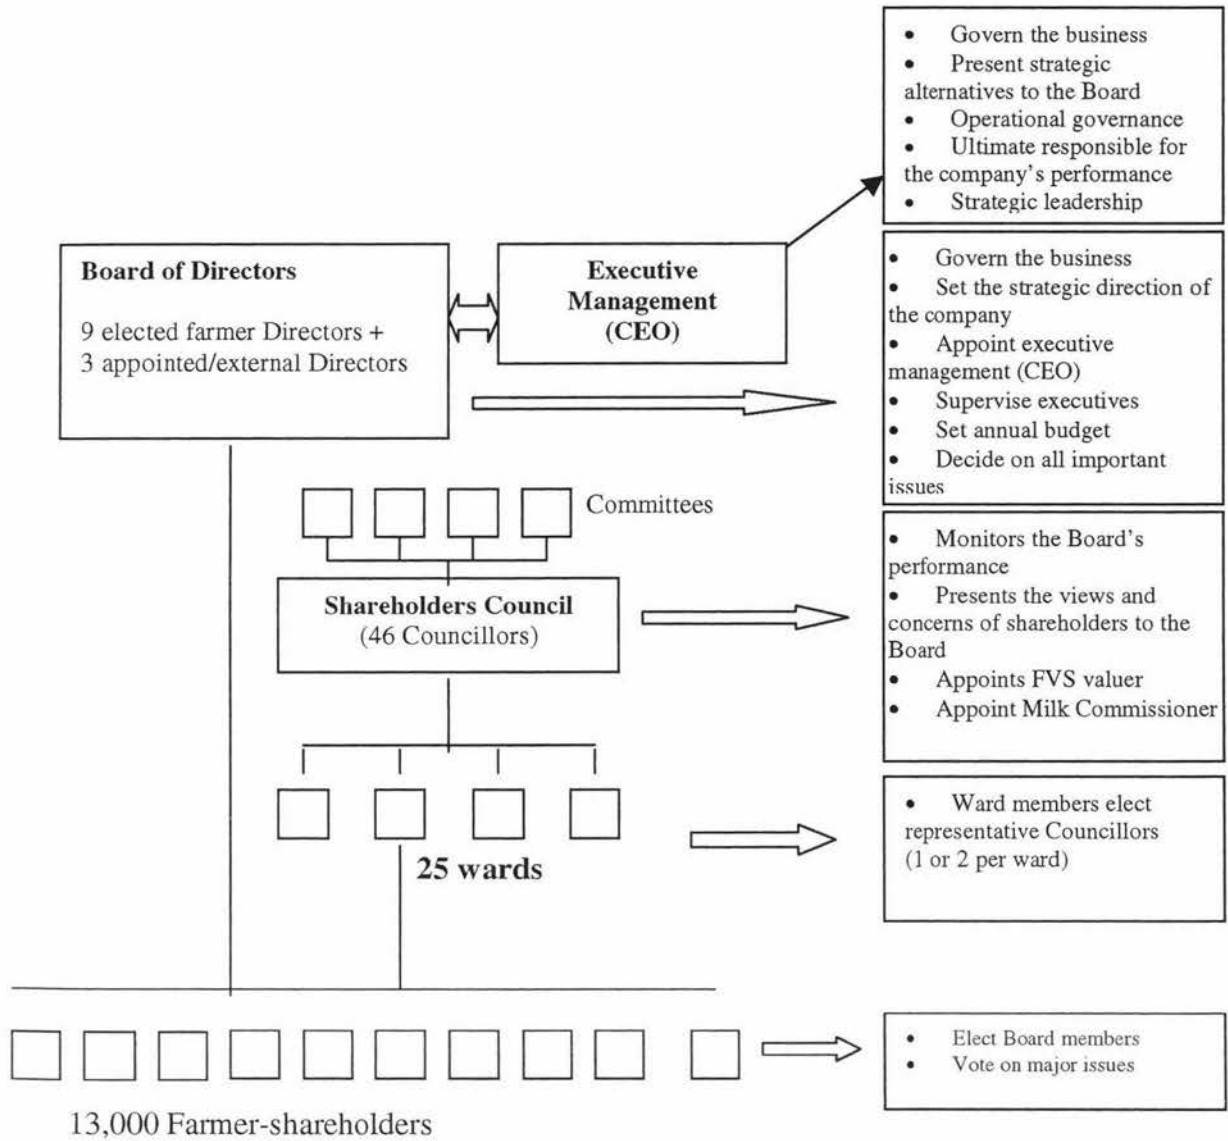 • Govern the business
• Present strategic
alternatives to the Board
• Operational governance
• Ultimate responsible for
the company's performance
• Strategic leadership
Board of Directors
9 elected farmer Directors +
3 appointed/external Directors
Executive
Management
(CEO)
• Govern the business
• Set the strategic direction of
the company
• Appoint executive
management (CEO)
• Supervise executives
• Set annual budget
• Decide on all important
issues
Committees
Shareholders Council
(46 Councillors)
• Monitors the Board's
performance
• Presents the views and
concerns of shareholders to the
Board
• Appoints FVS valuer
• Appoint Milk Commissioner
25 wards
• Ward members elect
representative Councillors
(1 or 2 per ward)
• Elect Board members
• Vote on major issues
13,000 Farmer-shareholders